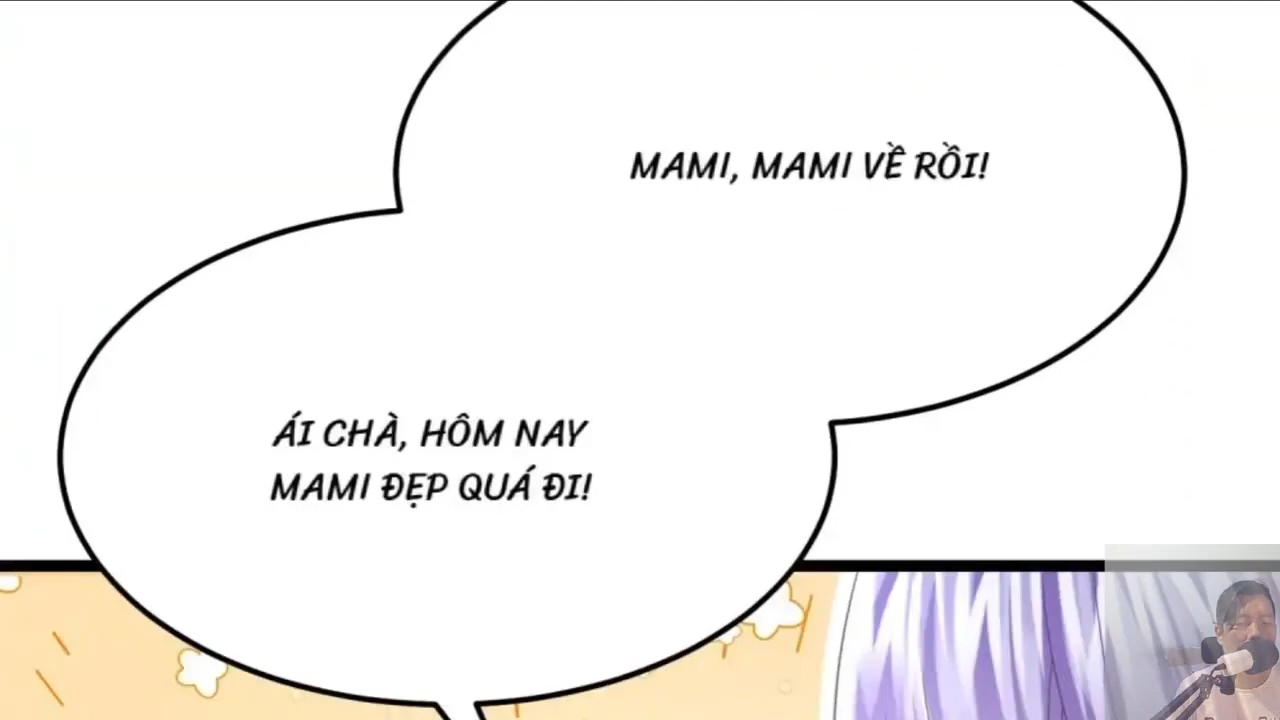 MAMI, MAMI VỀ RỒI!
ÁI CHÀ, HÔM NAY
MAMI ĐẸP QUÁ ĐI!